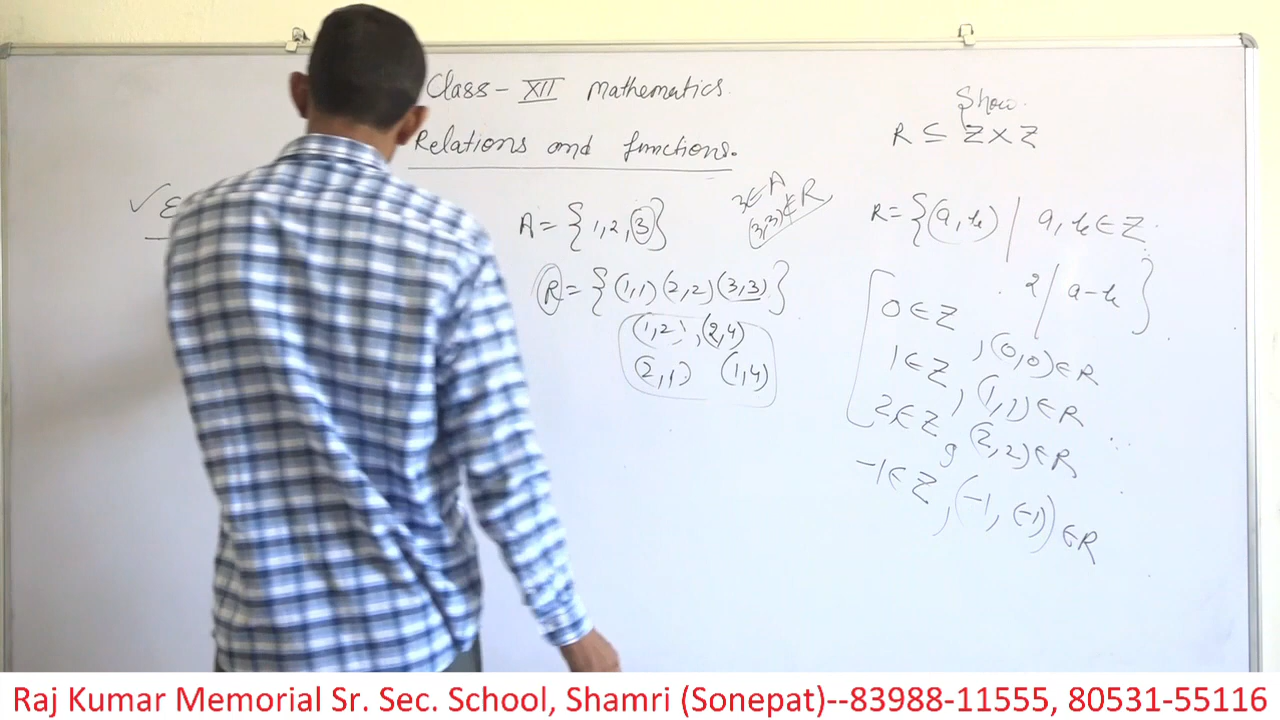 Class - XII Mathematics.
Relations and functions.
✓ε
A = {1, 2, 3}
3 ∈ A
(3,3) ∉ R
R = {(1,1) (2,2) (3,3)}
(1,2), (2,4)
(2,1) (1,4)
Show.
R ⊆ Z × Z
R = {(a, b) | a, b ∈ Z.
2 / a - b }
0 ∈ Z, (0,0) ∈ R
1 ∈ Z, (1,1) ∈ R
2 ∈ Z, (2,2) ∈ R
-1 ∈ Z, (-1, (-1)) ∈ R
Raj Kumar Memorial Sr. Sec. School, Shamri (Sonepat)--83988-11555, 80531-55116